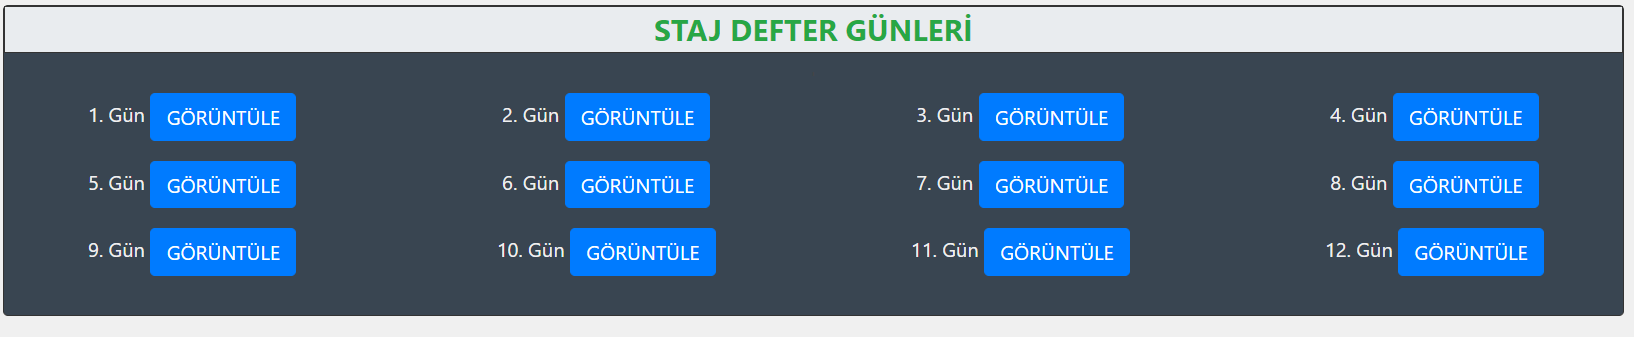 STAJ DEFTER GÜNLERİ
1. Gün GÖRÜNTÜLE 2. Gün GÖRÜNTÜLE 3. Gün GÖRÜNTÜLE 4. Gün GÖRÜNTÜLE
5. Gün GÖRÜNTÜLE 6. Gün GÖRÜNTÜLE 7. Gün GÖRÜNTÜLE 8. Gün GÖRÜNTÜLE
9. Gün GÖRÜNTÜLE 10. Gün GÖRÜNTÜLE 11. Gün GÖRÜNTÜLE 12. Gün GÖRÜNTÜLE